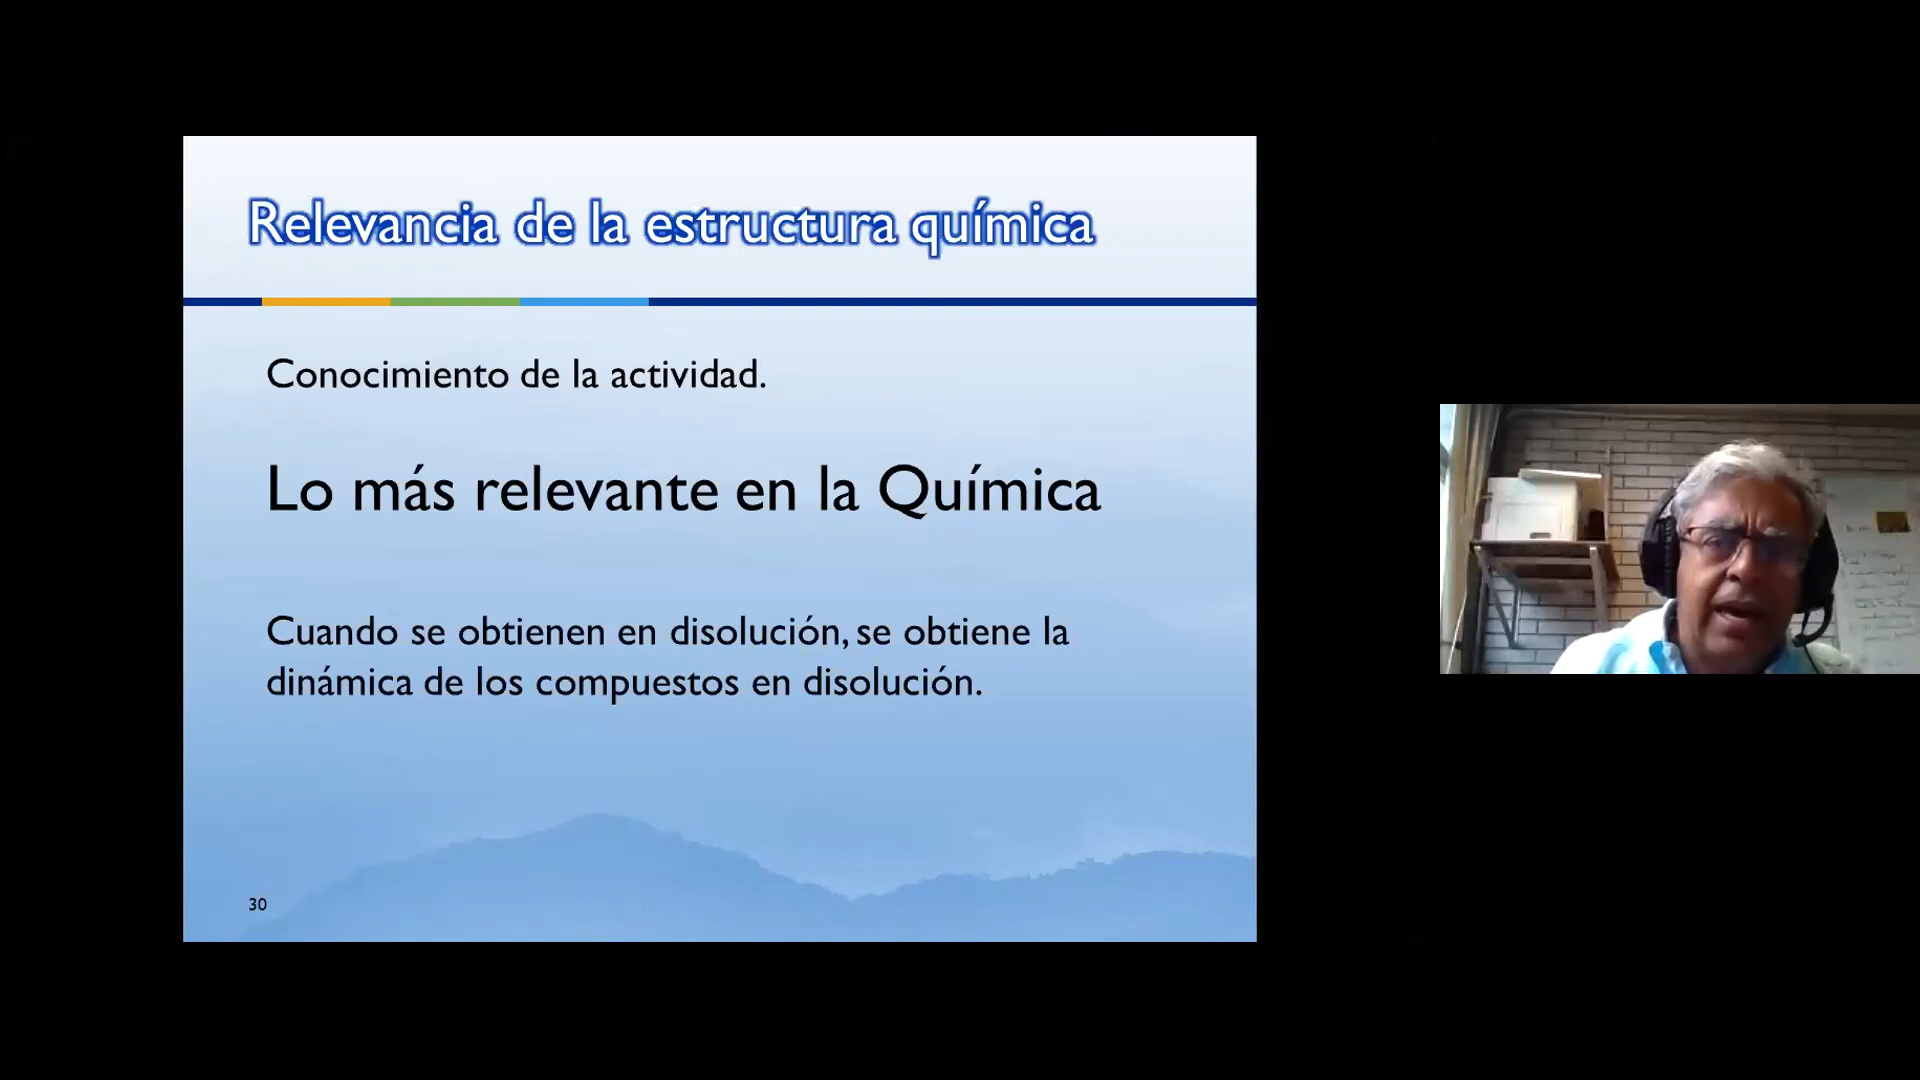 Relevancia de la estructura química
Conocimiento de la actividad.
Lo más relevante en la Química
Cuando se obtienen en disolución, se obtiene la
dinámica de los compuestos en disolución.
30